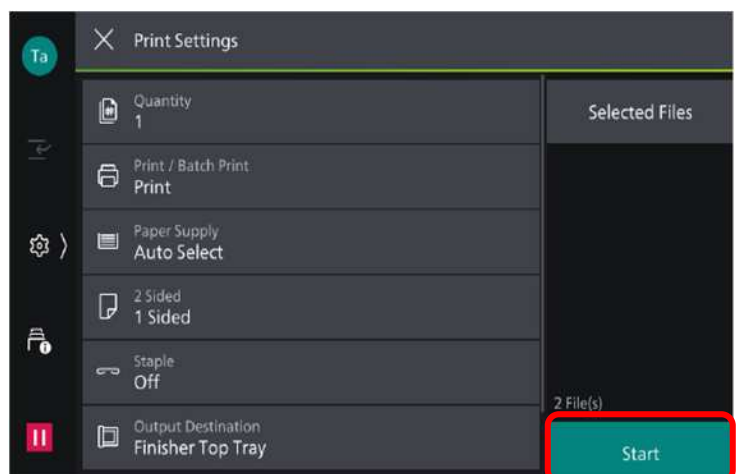 Ta
Print Settings
Quantity
1
Selected Files
Print / Batch Print
Print
Paper Supply
Auto Select
2 Sided
1 Sided
Staple
Off
2 File(s)
Output Destination
Finisher Top Tray
Start